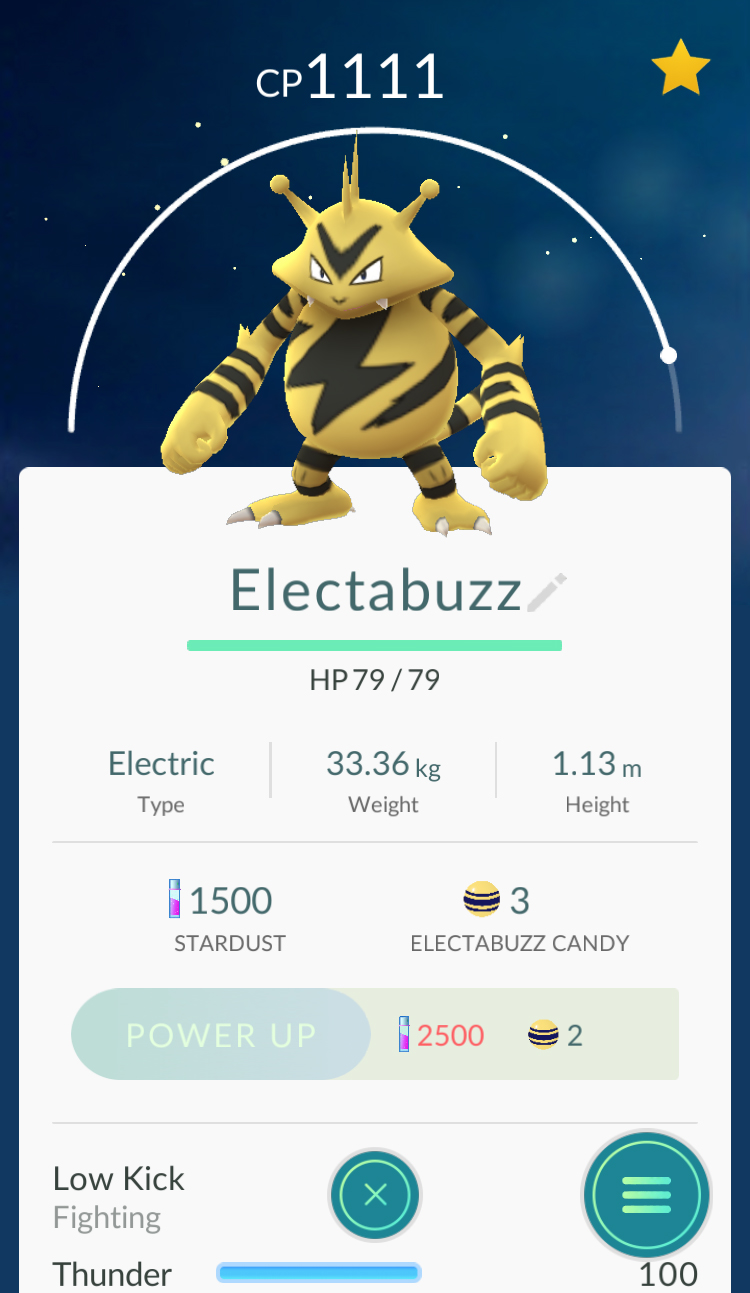 CP1111
Electabuzz
HP 79 / 79
Electric 33.36 kg 1.13 m
Type Weight Height
1500 3
STARDUST ELECTABUZZ CANDY
POWER UP 2500 2
Low Kick
Fighting
Thunder 100